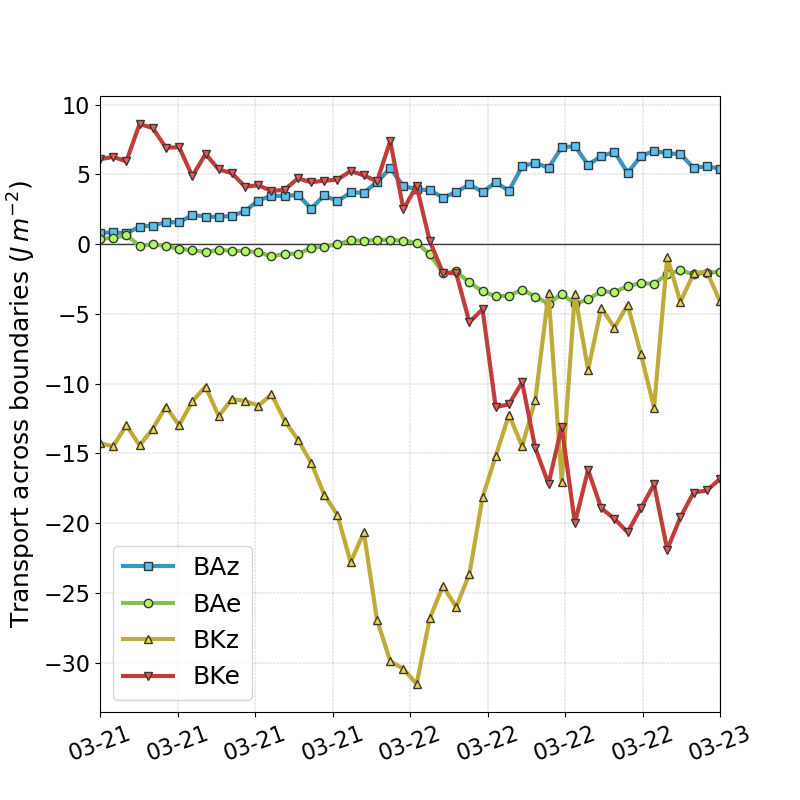 Transport across boundaries (J m⁻²)
10
5
0
−5
−10
−15
−20
−25
−30
BAz
BAe
BKz
BKe
03-21 03-21 03-21 03-21 03-22 03-22 03-22 03-22 03-23